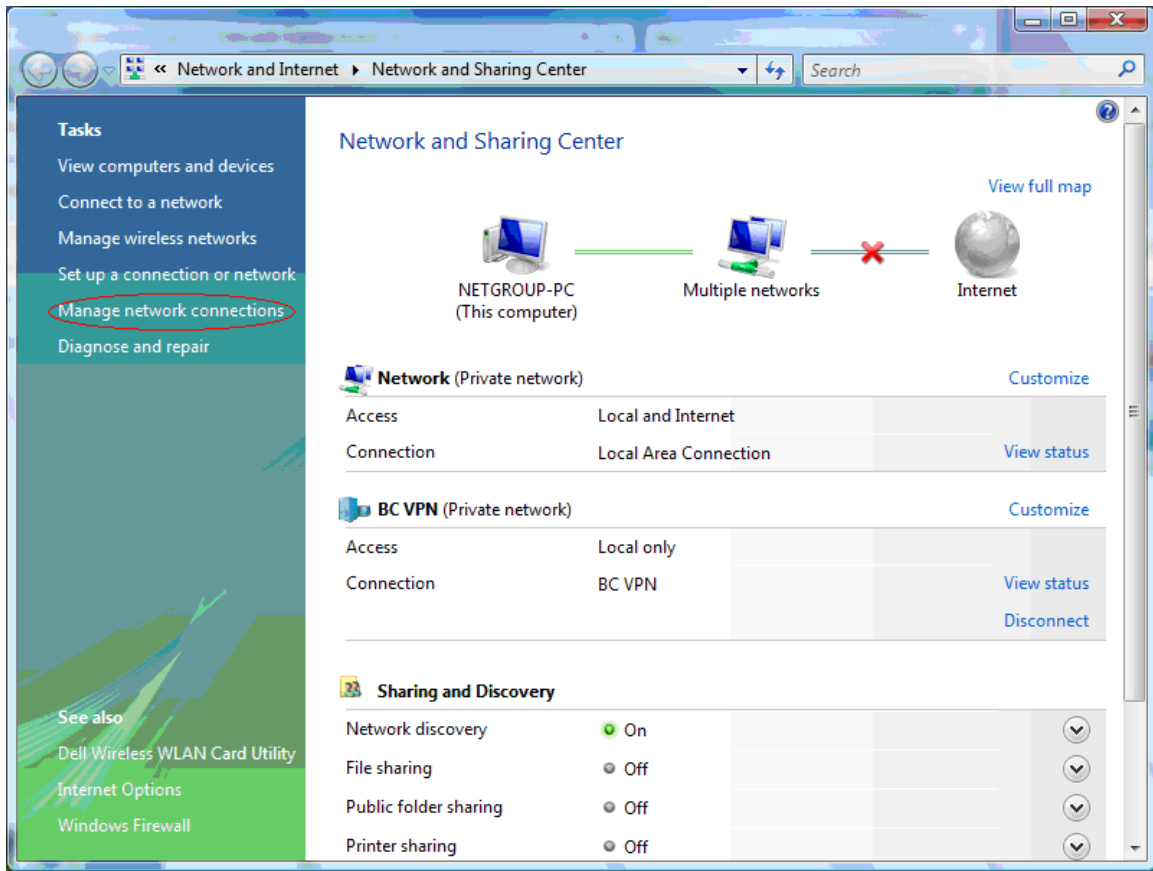 « Network and Internet ▸ Network and Sharing Center
Search
Tasks
View computers and devices
Connect to a network
Manage wireless networks
Set up a connection or network
Manage network connections
Diagnose and repair
See also
Dell Wireless WLAN Card Utility
Internet Options
Windows Firewall
Network and Sharing Center
View full map
NETGROUP-PC
(This computer)
Multiple networks
Internet
Network (Private network) Customize
Access Local and Internet
Connection Local Area Connection View status
BC VPN (Private network) Customize
Access Local only
Connection BC VPN View status
Disconnect
Sharing and Discovery
Network discovery On
File sharing Off
Public folder sharing Off
Printer sharing Off